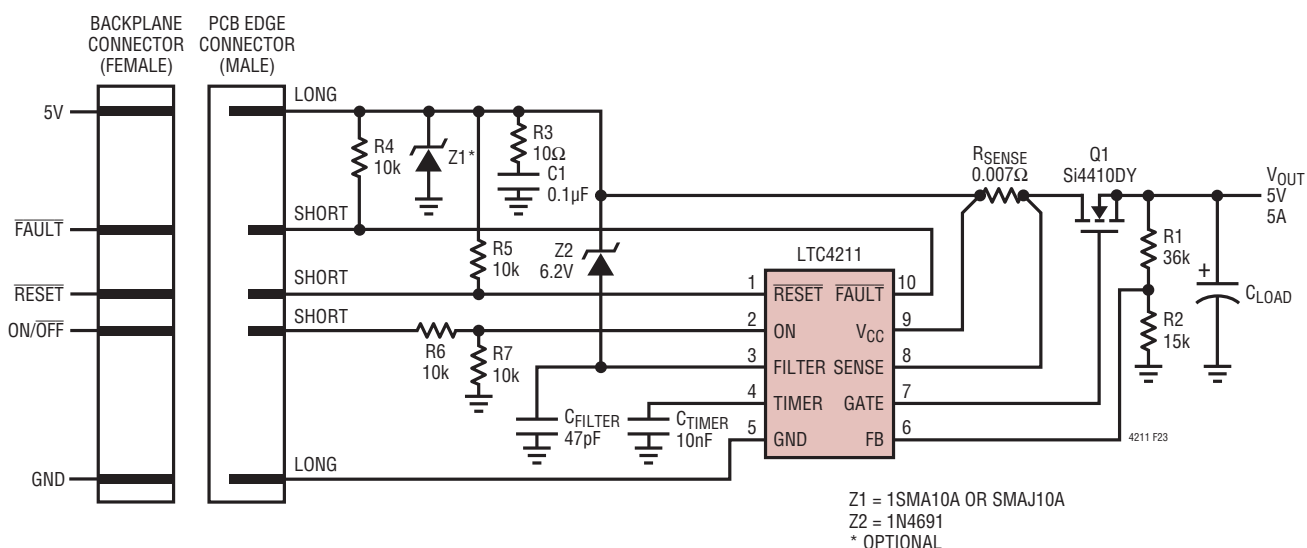 BACKPLANE
CONNECTOR
(FEMALE)
PCB EDGE
CONNECTOR
(MALE)
5V
LONG
R4
10k
Z1*
R3
10Ω
C1
0.1µF
RSENSE
0.007Ω
Q1
Si4410DY
VOUT
5V
5A
FAULT
SHORT
R5
10k
Z2
6.2V
LTC4211
R1
36k
CLOAD
+
RESET
SHORT
1
RESET
FAULT
10
ON/OFF
SHORT
R6
10k
R7
10k
2
ON
VCC
9
R2
15k
3
FILTER
SENSE
8
4
TIMER
GATE
7
CFILTER
47pF
CTIMER
10nF
5
GND
FB
6
4211 F23
GND
LONG
Z1 = 1SMA10A OR SMAJ10A
Z2 = 1N4691
* OPTIONAL